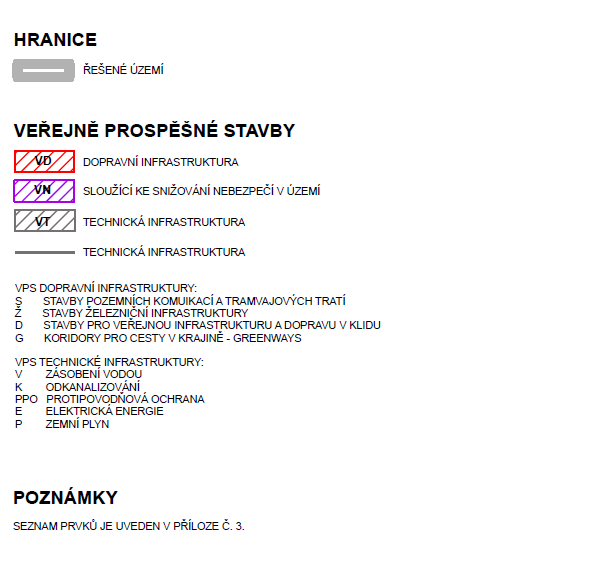 HRANICE
ŘEŠENÉ ÚZEMÍ
VEŘEJNĚ PROSPĚŠNÉ STAVBY
VD DOPRAVNÍ INFRASTRUKTURA
VN SLOUŽÍCÍ KE SNIŽOVÁNÍ NEBEZPEČÍ V ÚZEMÍ
VT TECHNICKÁ INFRASTRUKTURA
TECHNICKÁ INFRASTRUKTURA
VPS DOPRAVNÍ INFRASTRUKTURY:
S STAVBY POZEMNÍCH KOMUIKACÍ A TRAMVAJOVÝCH TRATÍ
Ž STAVBY ŽELEZNIČNÍ INFRASTRUKTURY
D STAVBY PRO VEŘEJNOU INFRASTRUKTURU A DOPRAVU V KLIDU
G KORIDORY PRO CESTY V KRAJINĚ - GREENWAYS
VPS TECHNICKÉ INFRASTRUKTURY:
V ZÁSOBENÍ VODOU
K ODKANALIZOVÁNÍ
PPO PROTIPOVODŇOVÁ OCHRANA
E ELEKTRICKÁ ENERGIE
P ZEMNÍ PLYN
POZNÁMKY
SEZNAM PRVKŮ JE UVEDEN V PŘÍLOZE Č. 3.